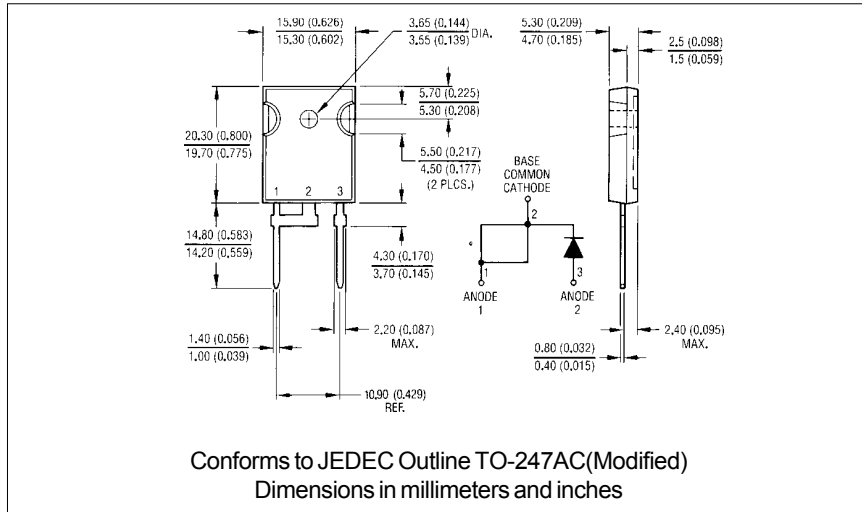 15.90 (0.626)
15.30 (0.602)
3.65 (0.144)
3.55 (0.139)
DIA.
5.30 (0.209)
4.70 (0.185)
2.5 (0.098)
1.5 (0.059)
5.70 (0.225)
5.30 (0.208)
20.30 (0.800)
19.70 (0.775)
5.50 (0.217)
4.50 (0.177)
(2 PLCS.)
1 2 3
BASE
COMMON
CATHODE
2
14.80 (0.583)
14.20 (0.559)
4.30 (0.170)
3.70 (0.145)
1
ANODE
1
3
ANODE
2
1.40 (0.056)
1.00 (0.039)
2.20 (0.087)
MAX.
0.80 (0.032)
0.40 (0.015)
2.40 (0.095)
MAX.
10.90 (0.429)
REF.
Conforms to JEDEC Outline TO-247AC(Modified)
Dimensions in millimeters and inches